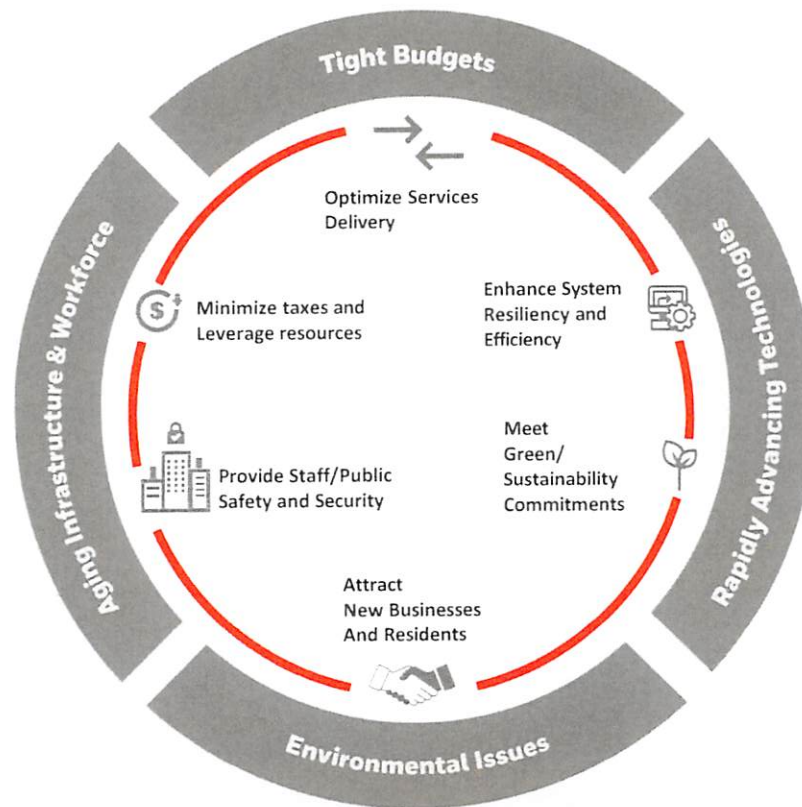 Tight Budgets
Rapidly Advancing Technologies
Environmental Issues
Aging Infrastructure & Workforce
Optimize Services
Delivery
Enhance System
Resiliency and
Efficiency
Meet
Green/
Sustainability
Commitments
Attract
New Businesses
And Residents
Provide Staff/Public
Safety and Security
Minimize taxes and
Leverage resources
$